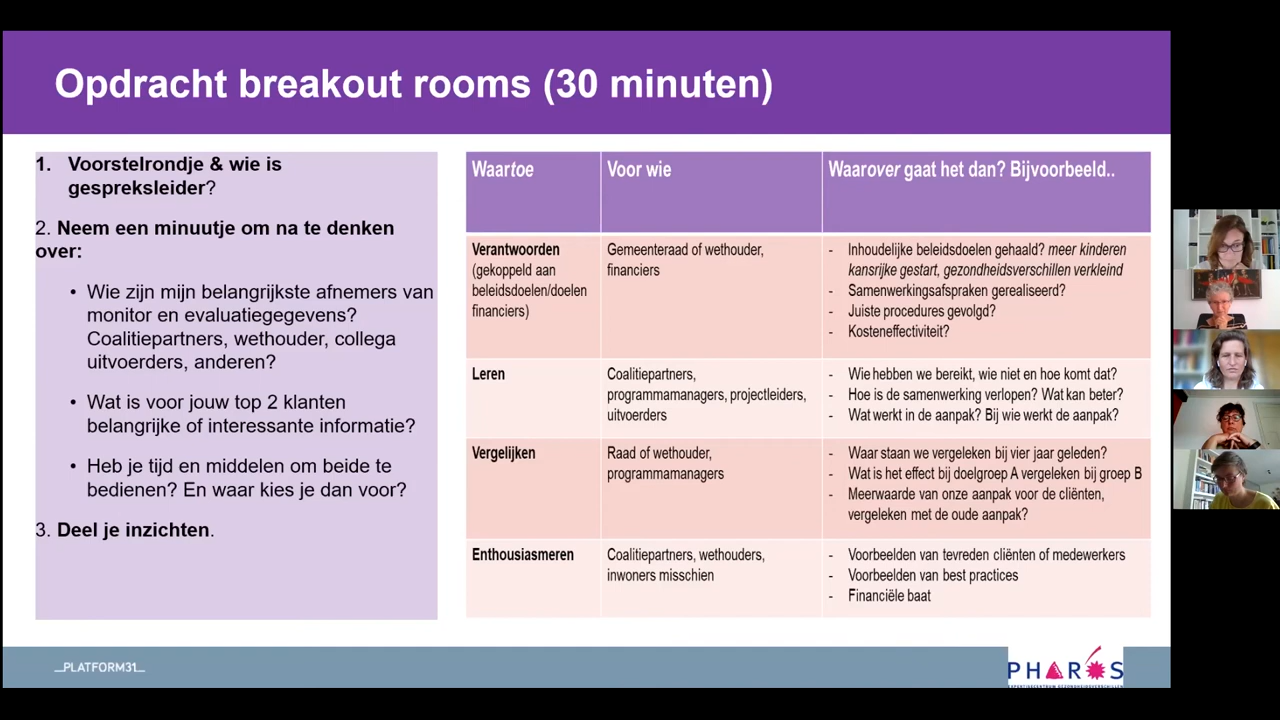 Opdracht breakout rooms (30 minuten)
1. Voorstelrondje & wie is
gespreksleider?
2. Neem een minuutje om na te denken
over:
• Wie zijn mijn belangrijkste afnemers van
monitor en evaluatiegegevens?
Coalitiepartners, wethouder, collega
uitvoerders, anderen?
• Wat is voor jouw top 2 klanten
belangrijke of interessante informatie?
• Heb je tijd en middelen om beide te
bedienen? En waar kies je dan voor?
3. Deel je inzichten.
Waartoe
Voor wie
Waarover gaat het dan? Bijvoorbeeld..
Verantwoorden
(gekoppeld aan
beleidsdoelen/doelen
financiers)
Gemeenteraad of wethouder,
financiers
- Inhoudelijke beleidsdoelen gehaald? meer kinderen
kansrijke gestart, gezondheidsverschillen verkleind
- Samenwerkingsafspraken gerealiseerd?
- Juiste procedures gevolgd?
- Kosteneffectiviteit?
Leren
Coalitiepartners,
programmamanagers, projectleiders,
uitvoerders
- Wie hebben we bereikt, wie niet en hoe komt dat?
- Hoe is de samenwerking verlopen? Wat kan beter?
- Wat werkt in de aanpak? Bij wie werkt de aanpak?
Vergelijken
Raad of wethouder,
programmamanagers
- Waar staan we vergeleken bij vier jaar geleden?
- Wat is het effect bij doelgroep A vergeleken bij groep B
- Meerwaarde van onze aanpak voor de cliënten,
vergeleken met de oude aanpak?
Enthousiasmeren
Coalitiepartners, wethouders,
inwoners misschien
- Voorbeelden van tevreden cliënten of medewerkers
- Voorbeelden van best practices
- Financiële baat
PLATFORM31
PHAROS
EXPERTISECENTRUM GEZONDHEIDSVERSCHILLEN